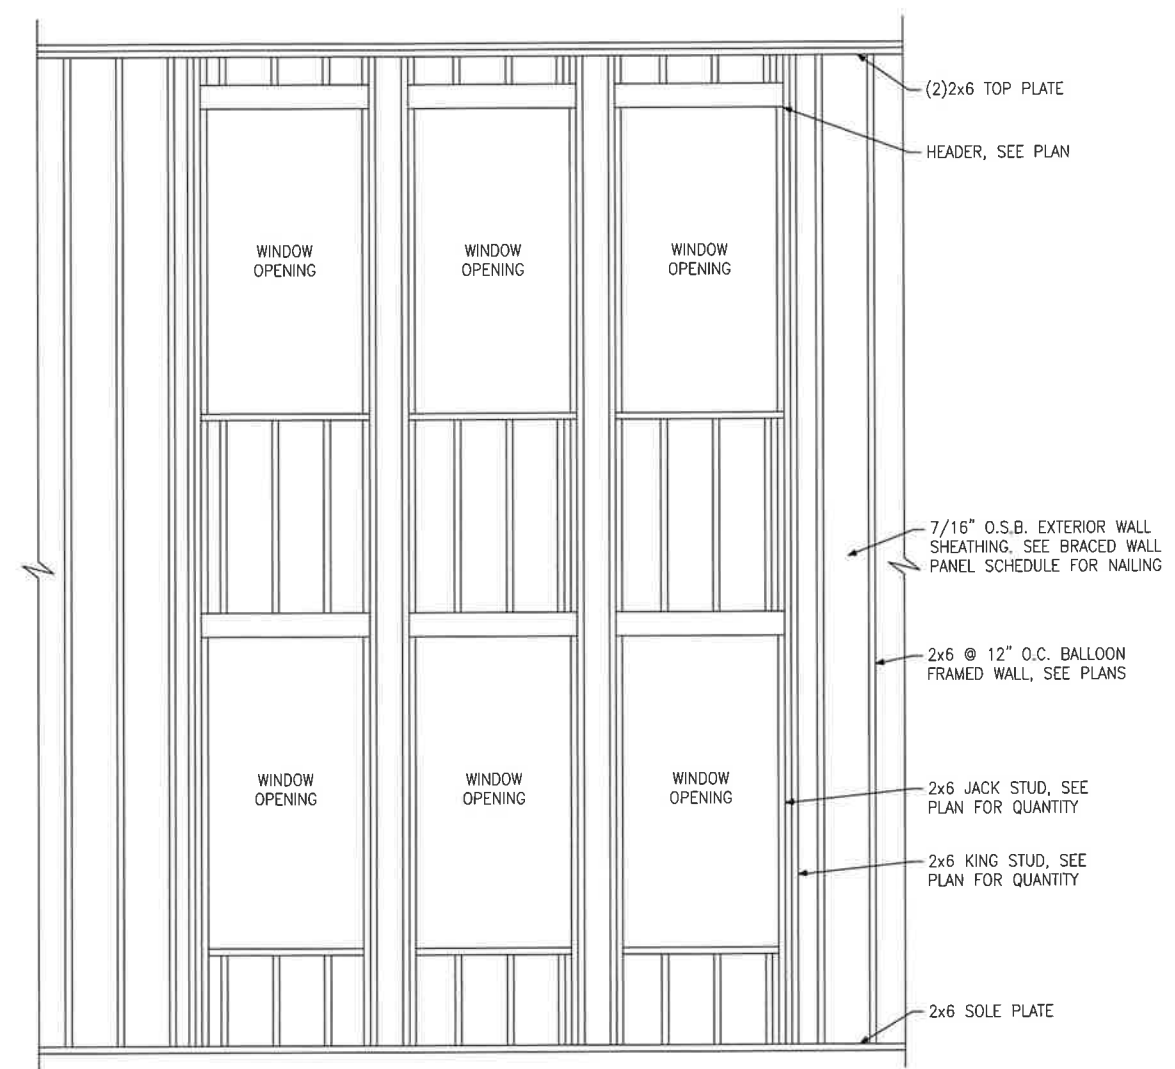 (2)2x6 TOP PLATE
HEADER, SEE PLAN
WINDOW
OPENING
WINDOW
OPENING
WINDOW
OPENING
7/16" O.S.B. EXTERIOR WALL
SHEATHING. SEE BRACED WALL
PANEL SCHEDULE FOR NAILING
2x6 @ 12" O.C. BALLOON
FRAMED WALL, SEE PLANS
WINDOW
OPENING
WINDOW
OPENING
WINDOW
OPENING
2x6 JACK STUD, SEE
PLAN FOR QUANTITY
2x6 KING STUD, SEE
PLAN FOR QUANTITY
2x6 SOLE PLATE